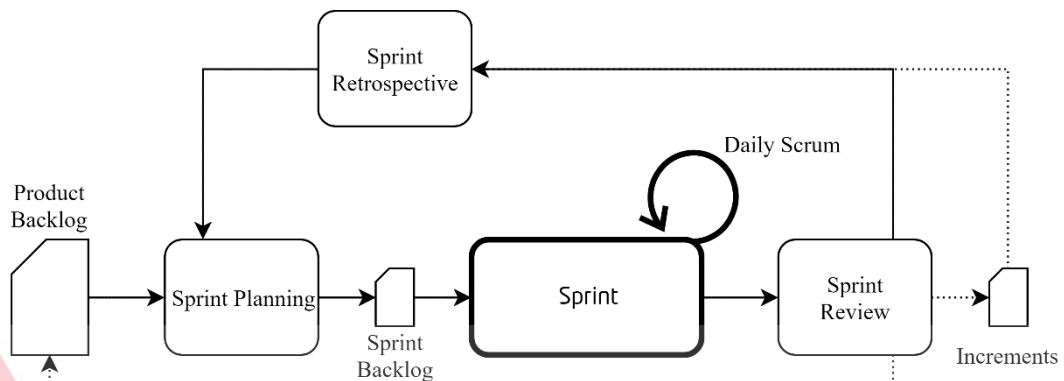 Sprint
Retrospective
Daily Scrum
Product
Backlog
Sprint Planning
Sprint
Backlog
Sprint
Sprint
Review
Increments